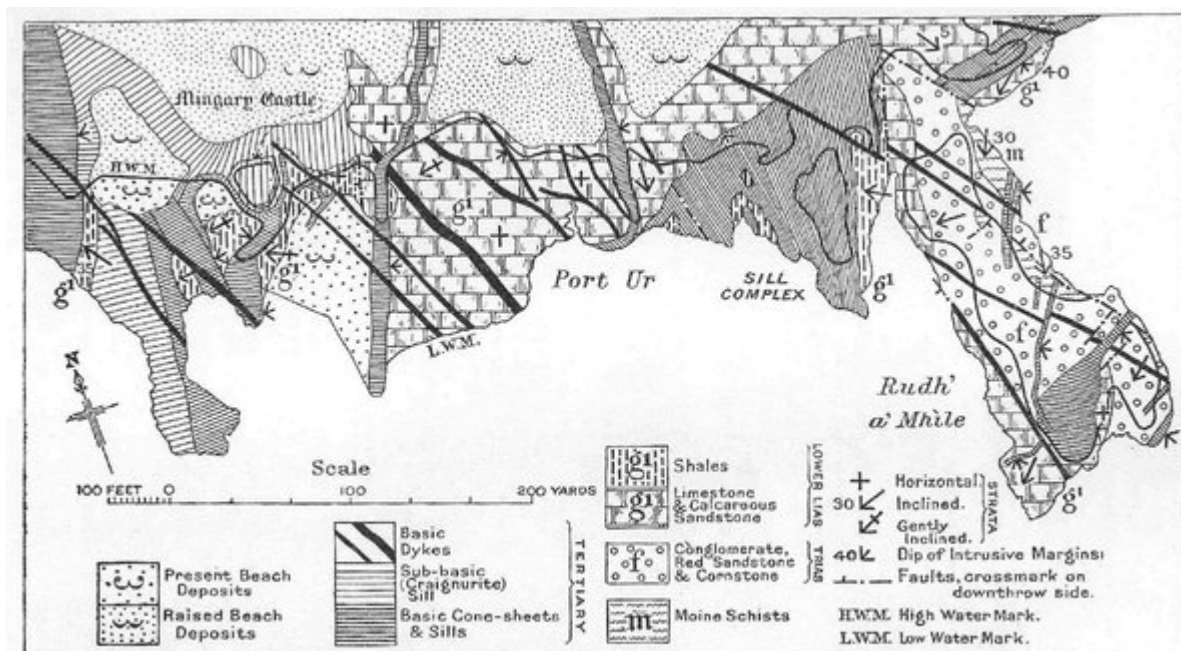 5
40
g¹
Mingary Castle
30
m
g¹
H.W.M.
f
g¹
35
g¹
g¹
Port Ur
SILL
COMPLEX
g¹
f
L.W.M.
N
Rudh'
a' Mhìle
g¹
Scale
100 FEET 0 100 200 YARDS
Basic
Dykes
Sub-basic
(Craignurite)
Sill
Basic Cone-sheets
& Sills
TERTIARY
Present Beach
Deposits
Raised Beach
Deposits
g¹ Shales
g¹ Limestone
& Calcareous
Sandstone
LOWER LIAS
f Conglomerate,
Red Sandstone
& Cornstone
TRIAS
m Moine Schists
Horizontal
30 Inclined.
Gently
Inclined.
STRATA
40 Dip of Intrusive Margins:
Faults, crossmark on
downthrow side.
H.W.M. High Water Mark.
L.W.M. Low Water Mark.